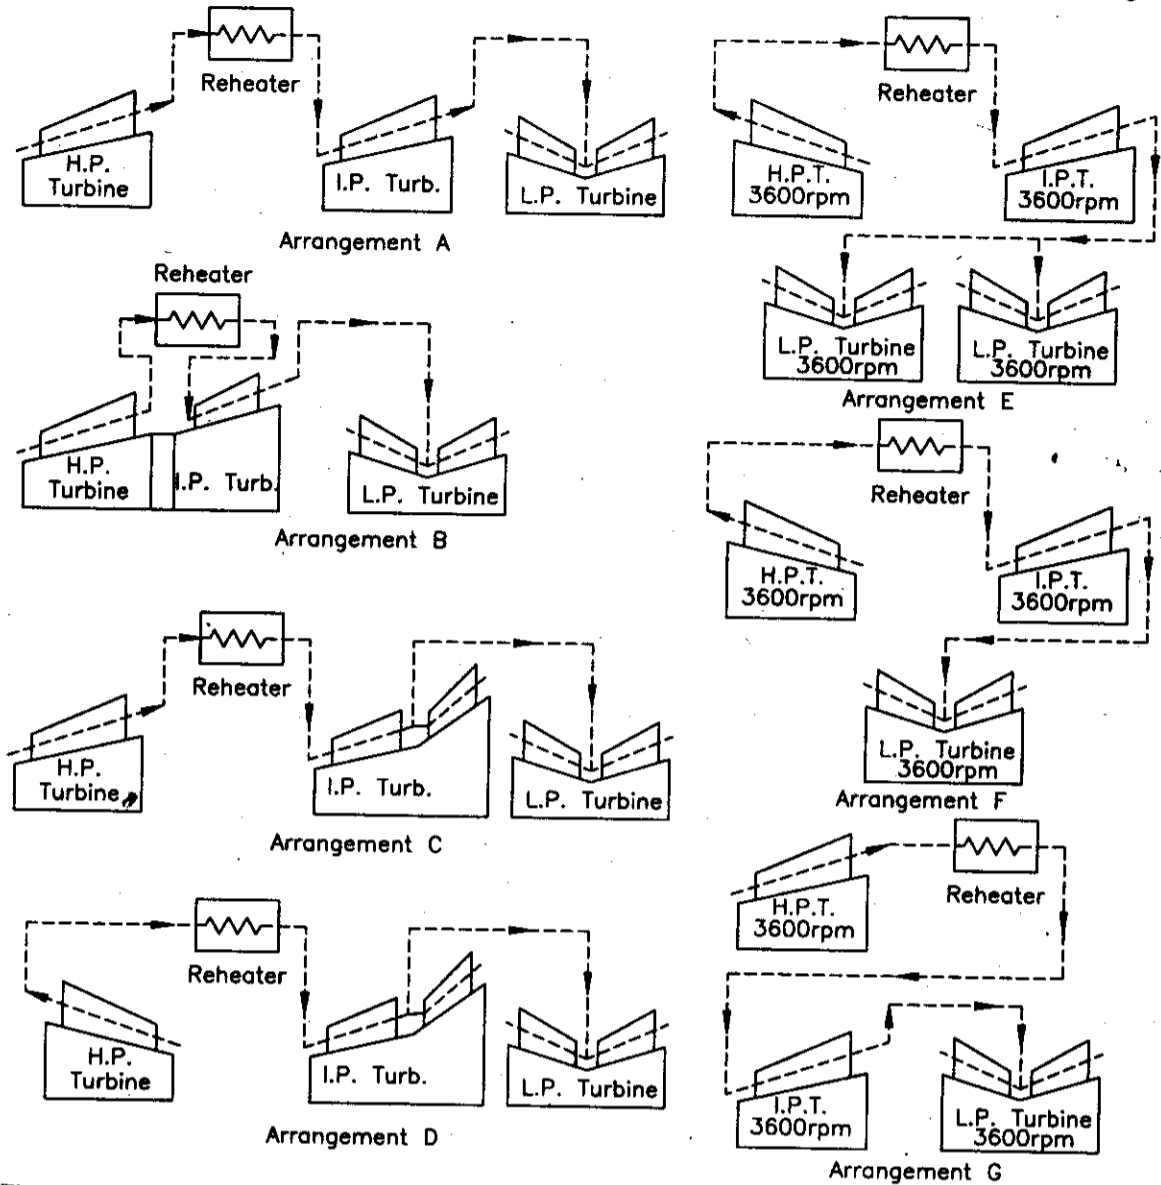 Reheater
H.P.
Turbine
I.P. Turb.
L.P. Turbine
Arrangement A
Reheater
H.P.
Turbine
I.P. Turb.
L.P. Turbine
Arrangement B
Reheater
H.P.
Turbine
I.P. Turb.
L.P. Turbine
Arrangement C
Reheater
H.P.
Turbine
I.P. Turb.
L.P. Turbine
Arrangement D
Reheater
H.P.T.
3600rpm
I.P.T.
3600rpm
L.P. Turbine
3600rpm
L.P. Turbine
3600rpm
Arrangement E
Reheater
H.P.T.
3600rpm
I.P.T.
3600rpm
L.P. Turbine
3600rpm
Arrangement F
Reheater
H.P.T.
3600rpm
I.P.T.
3600rpm
L.P. Turbine
3600rpm
Arrangement G